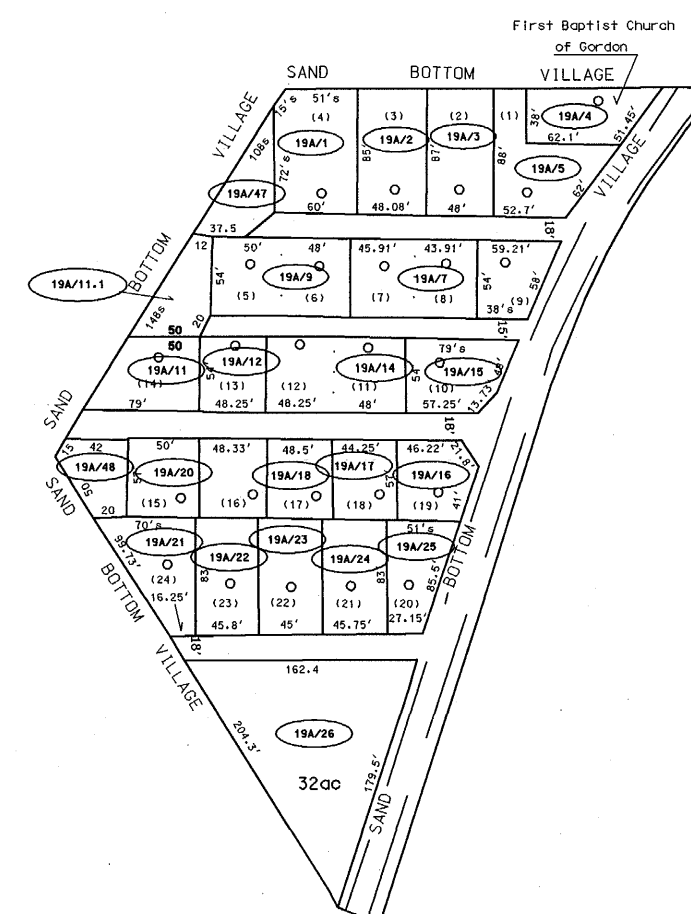 First Baptist Church
of Gordon
SAND BOTTOM VILLAGE
15's 51's
(4) (3) (2) (1) 38' 19A/4
VILLAGE 108s 19A/1 85' 19A/2 87' 19A/3 62.1' 51.45'
72's 88' 19A/5
19A/47 62' VILLAGE
60' 48.08' 48' 52.7'
37.5 18'
12 50' 48' 45.91' 43.91' 59.21'
BOTTOM 54' 19A/9 19A/7 54' 58'
19A/11.1 (5) (6) (7) (8) 38's (9)
148s 20 15'
50
50 79's 48'
19A/11 54' 19A/12 19A/14 54' 19A/15
(14) (13) (12) (11) (10)
79' 48.25' 48.25' 48' 57.25' 13.73'
SAND 18'
15 42 50' 48.33' 48.5' 44.25' 46.22' 21.8'
19A/48 19A/20 19A/18 19A/17 19A/16
50 (15) (16) (17) (18) (19) 41'
SAND 20
70's 51's
99.73' 19A/21 19A/22 19A/23 19A/24 19A/25 BOTTOM
(24) 83' 83' 85.5'
BOTTOM 16.25' (23) (22) (21) (20)
45.8' 45' 45.75' 27.15'
18'
VILLAGE 162.4
204.3' 19A/26
32ac 179.5'
SAND